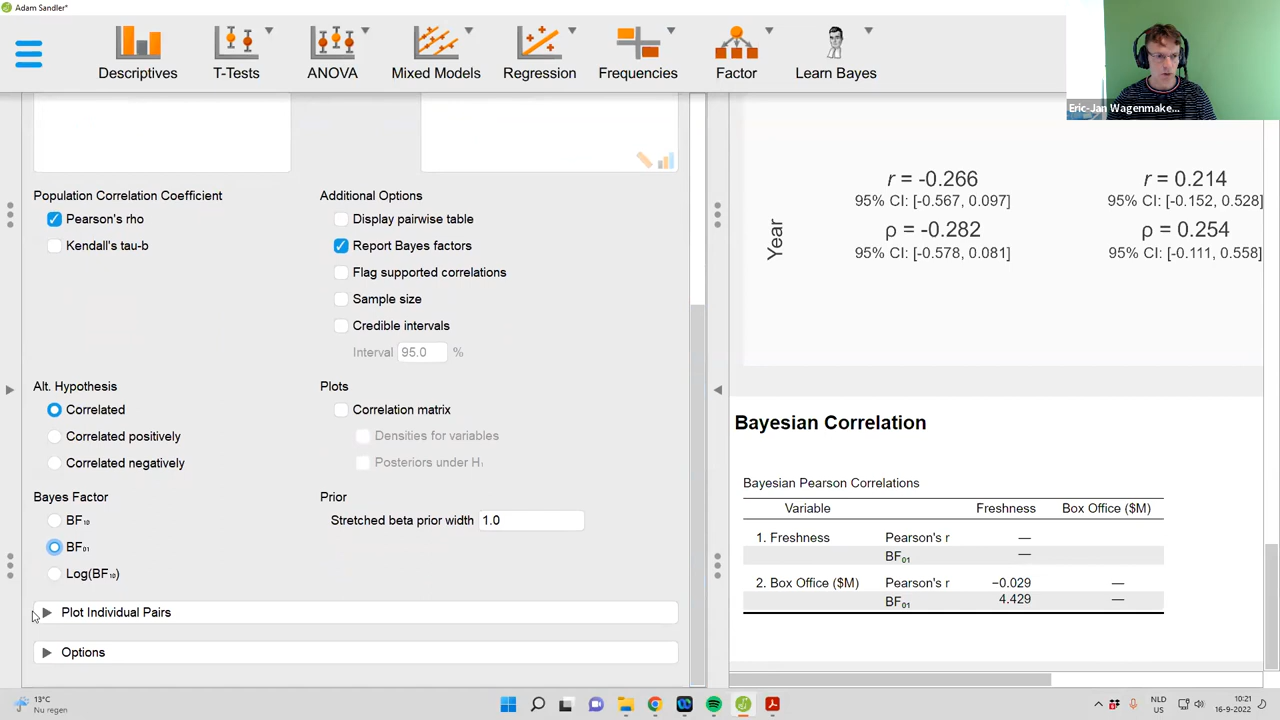 Adam Sandler*
Descriptives
T-Tests
ANOVA
Mixed Models
Regression
Frequencies
Factor
Learn Bayes
Eric-Jan Wagenmake...
Population Correlation Coefficient
Pearson's rho
Kendall's tau-b
Additional Options
Display pairwise table
Report Bayes factors
Flag supported correlations
Sample size
Credible intervals
Interval 95.0 %
Alt. Hypothesis
Correlated
Correlated positively
Correlated negatively
Plots
Correlation matrix
Densities for variables
Posteriors under H₁
Bayes Factor
BF₁₀
BF₀₁
Log(BF₁₀)
Prior
Stretched beta prior width 1.0
Plot Individual Pairs
Options
Year
r = -0.266
95% CI: [-0.567, 0.097]
ρ = -0.282
95% CI: [-0.578, 0.081]
r = 0.214
95% CI: [-0.152, 0.528]
ρ = 0.254
95% CI: [-0.111, 0.558]
Bayesian Correlation
Bayesian Pearson Correlations
Variable Freshness Box Office ($M)
1. Freshness Pearson's r —
BF₀₁ —
2. Box Office ($M) Pearson's r −0.029 —
BF₀₁ 4.429 —
13°C
Nu regen
NLD
US
10:21
16-9-2022